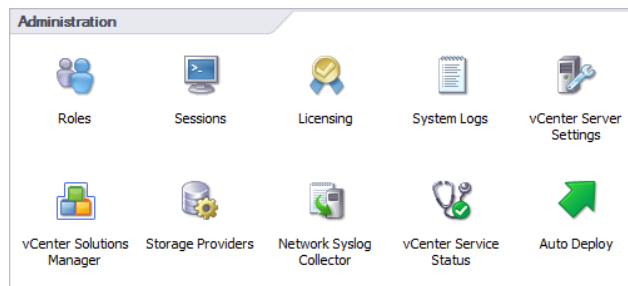 Administration
Roles
Sessions
Licensing
System Logs
vCenter Server
Settings
vCenter Solutions
Manager
Storage Providers
Network Syslog
Collector
vCenter Service
Status
Auto Deploy